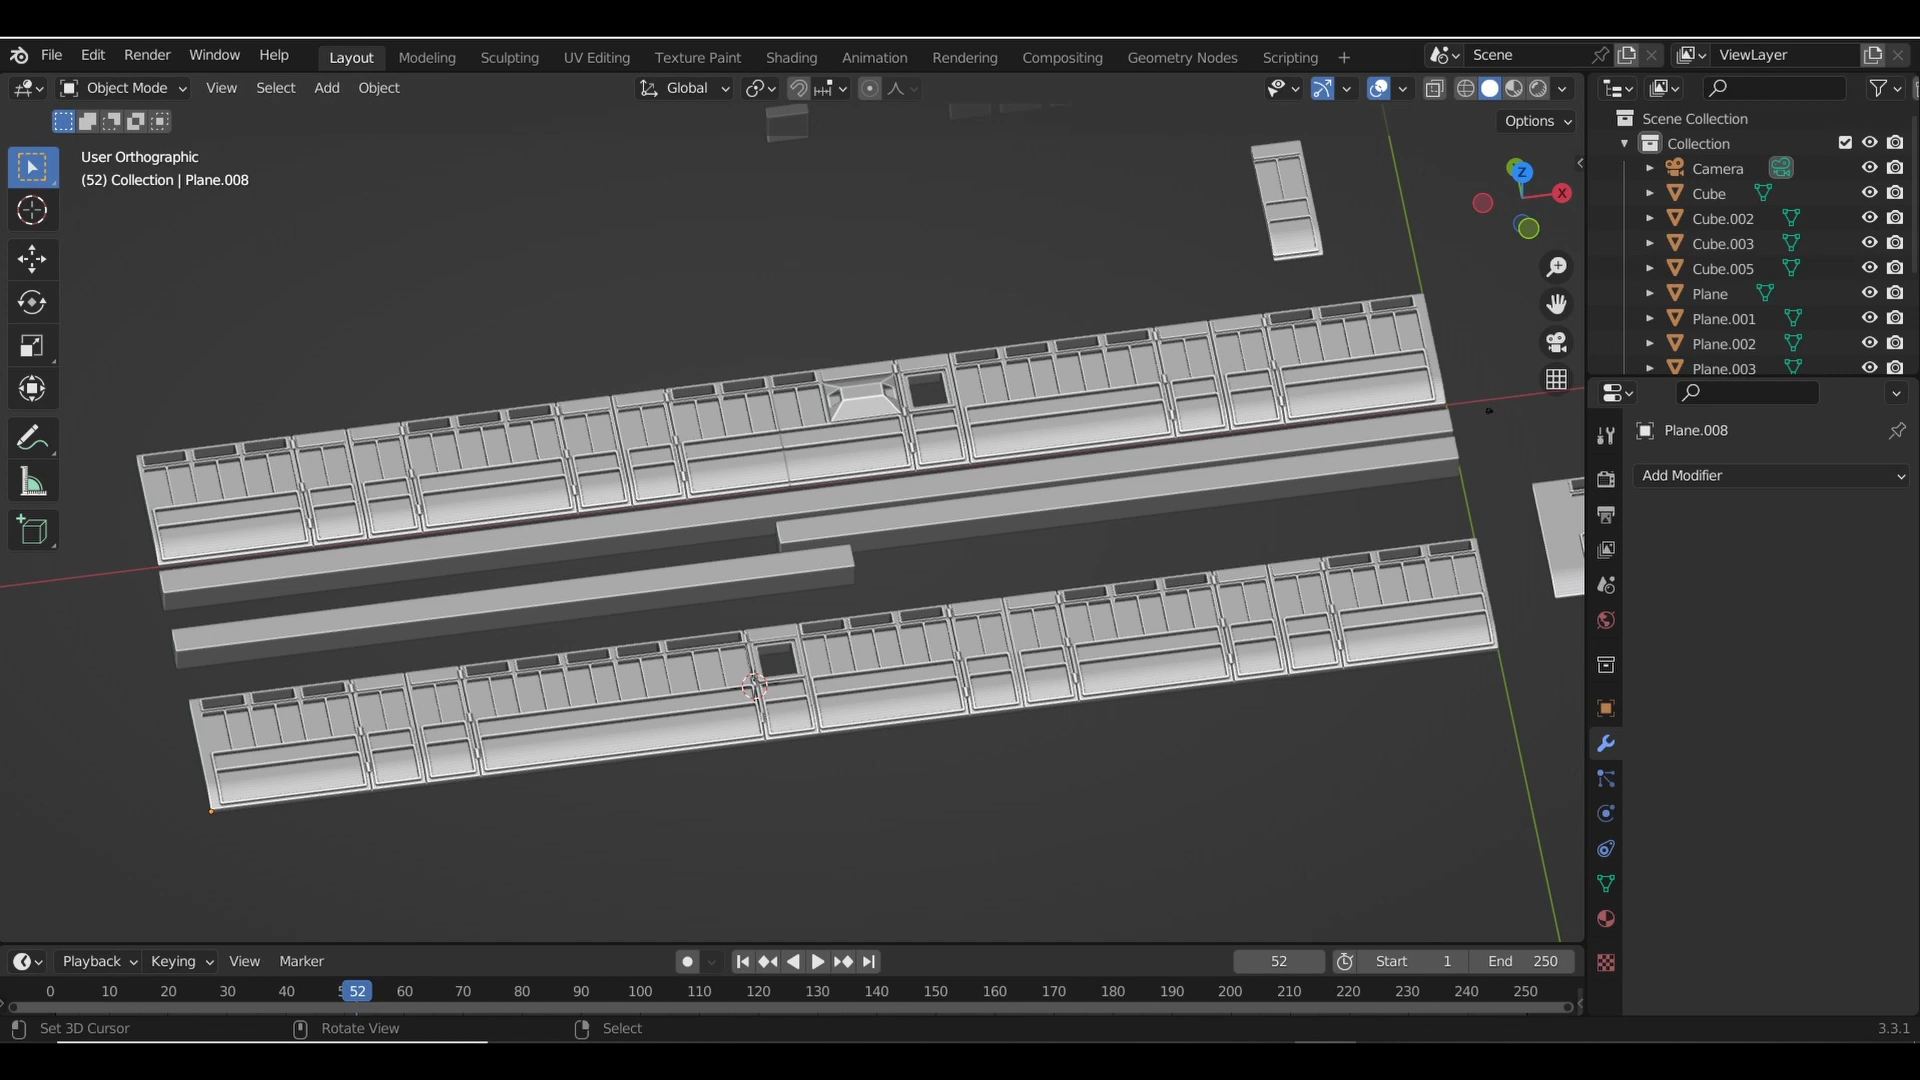 File Edit Render Window Help Layout Modeling Sculpting UV Editing Texture Paint Shading Animation Rendering Compositing Geometry Nodes Scripting + Scene ViewLayer
Object Mode View Select Add Object Global
Options
User Orthographic
(52) Collection | Plane.008
Z
X
Scene Collection
Collection
Camera
Cube
Cube.002
Cube.003
Cube.005
Plane
Plane.001
Plane.002
Plane.003
Plane.008
Add Modifier
Playback Keying View Marker 52 Start 1 End 250
0 10 20 30 40 52 60 70 80 90 100 110 120 130 140 150 160 170 180 190 200 210 220 230 240 250
Set 3D Cursor Rotate View Select 3.3.1